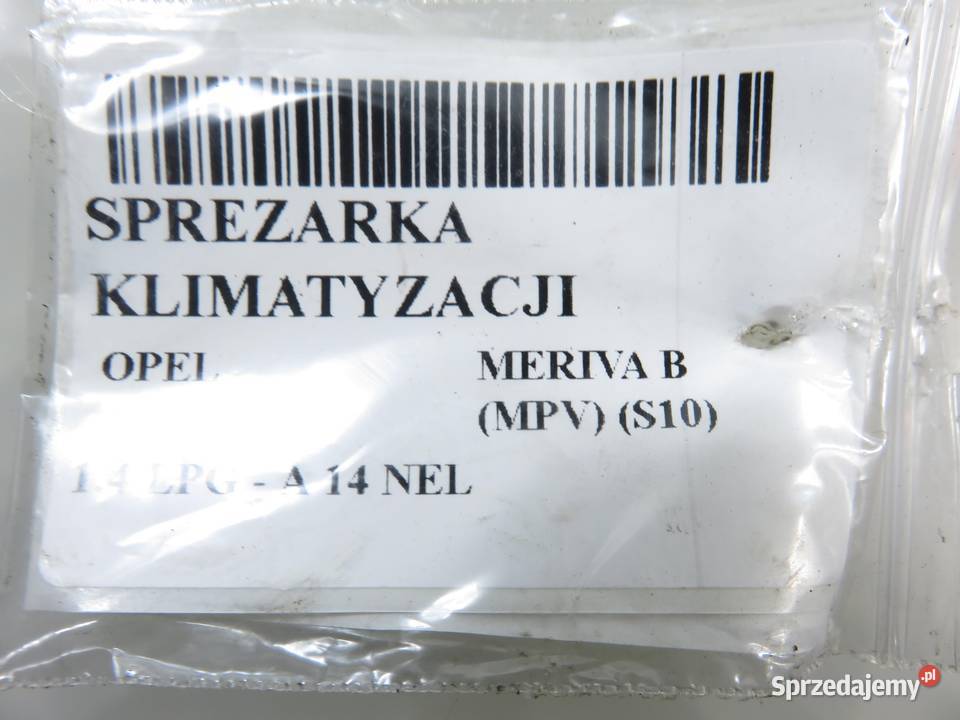 SPREZARKA
KLIMATYZACJI
OPEL MERIVA B
(MPV) (S10)
1.4 LPG - A 14 NEL
Sprzedajemy.pl